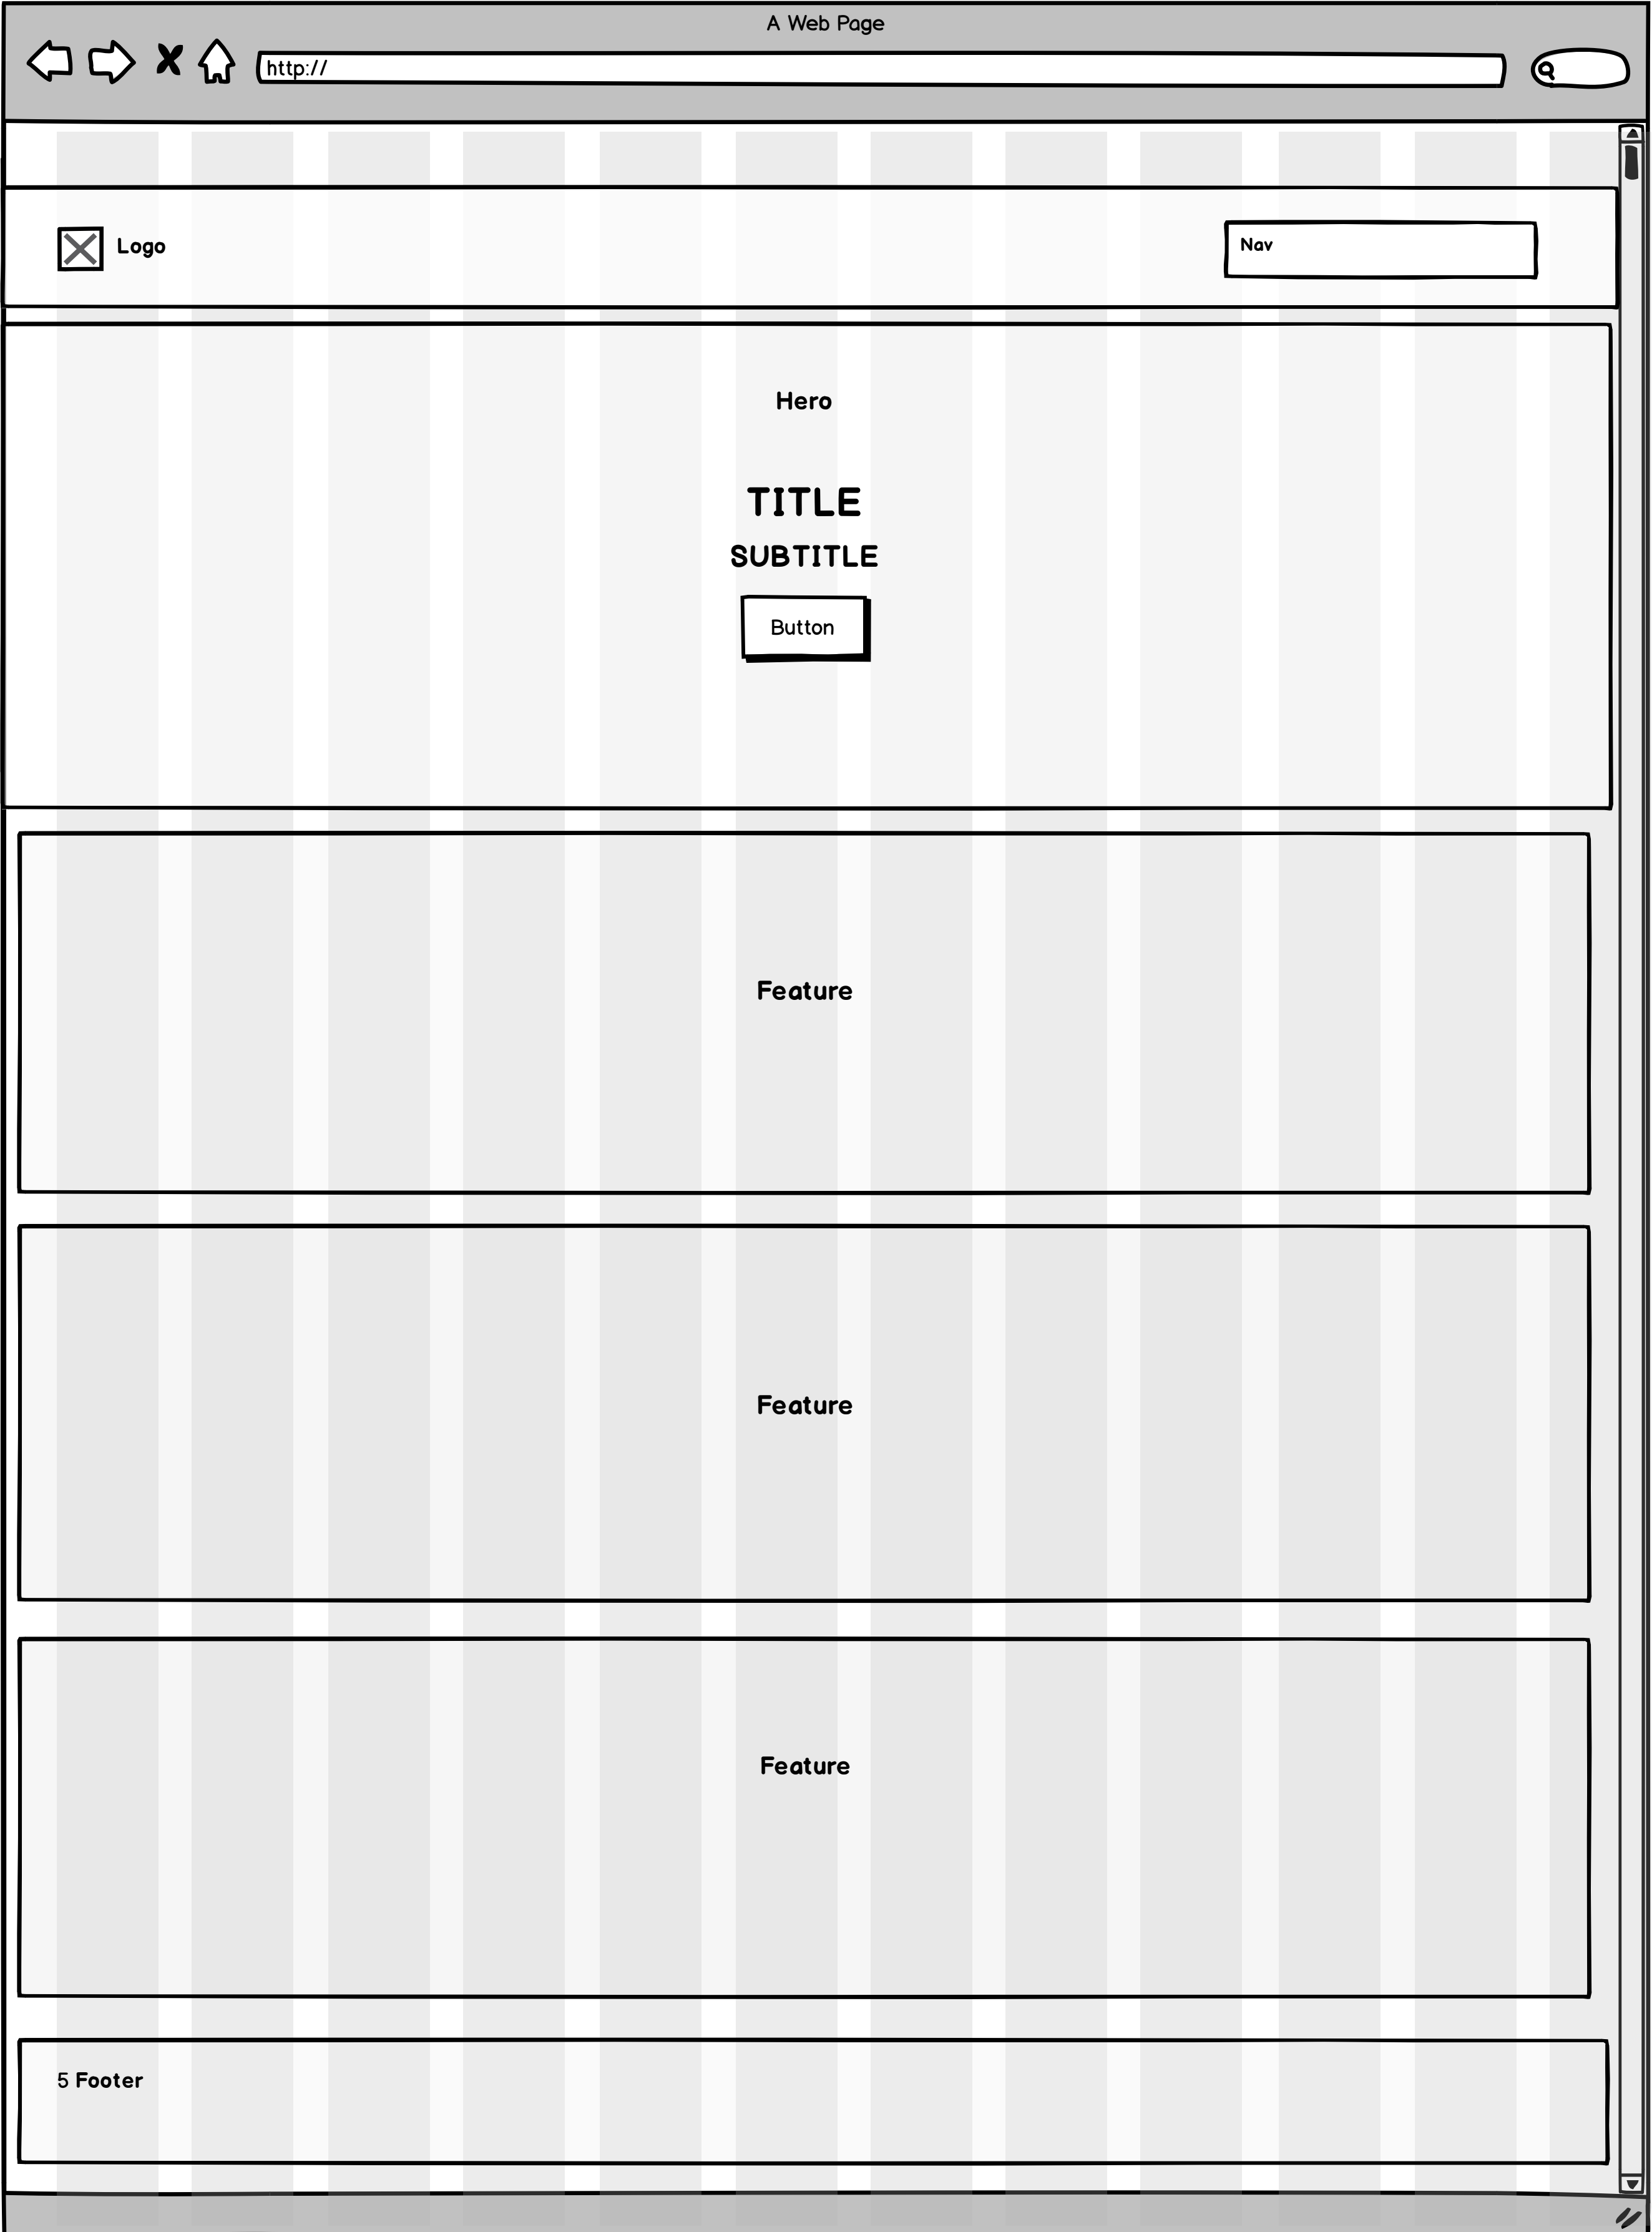 A Web Page
http://
Logo
Nav
Hero
TITLE
SUBTITLE
Button
Feature
Feature
Feature
5 Footer